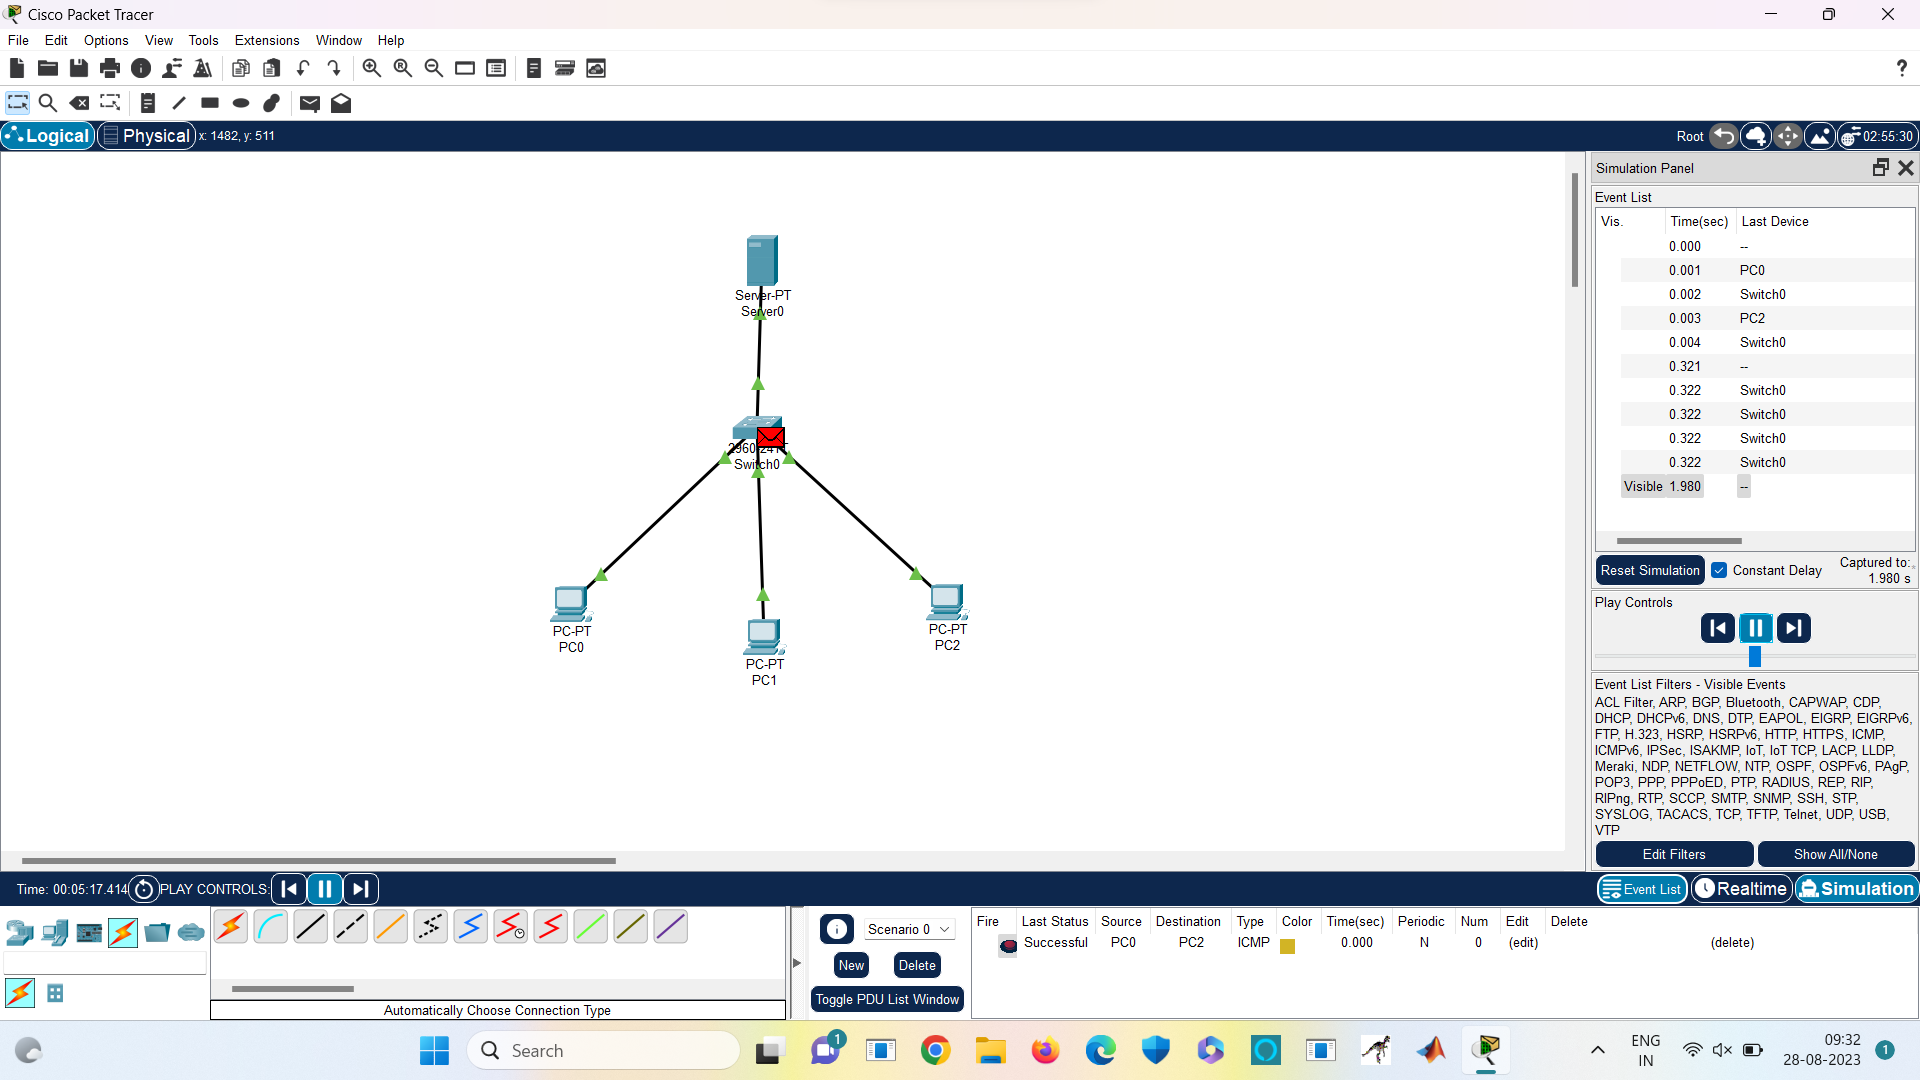 Cisco Packet Tracer
File Edit Options View Tools Extensions Window Help
?
Logical Physical x: 1482, y: 511
Root 02:55:30
Simulation Panel
Event List
Vis. Time(sec) Last Device
0.000 --
0.001 PC0
0.002 Switch0
0.003 PC2
0.004 Switch0
0.321 --
0.322 Switch0
0.322 Switch0
0.322 Switch0
0.322 Switch0
Visible 1.980 --
Reset Simulation Constant Delay Captured to:
1.980 s
Play Controls
Event List Filters - Visible Events
ACL Filter, ARP, BGP, Bluetooth, CAPWAP, CDP,
DHCP, DHCPv6, DNS, DTP, EAPOL, EIGRP, EIGRPv6,
FTP, H.323, HSRP, HSRPv6, HTTP, HTTPS, ICMP,
ICMPv6, IPSec, ISAKMP, IoT, IoT TCP, LACP, LLDP,
Meraki, NDP, NETFLOW, NTP, OSPF, OSPFv6, PAgP,
POP3, PPP, PPPoED, PTP, RADIUS, REP, RIP,
RIPng, RTP, SCCP, SMTP, SNMP, SSH, STP,
SYSLOG, TACACS, TCP, TFTP, Telnet, UDP, USB,
VTP
Edit Filters Show All/None
Server-PT
Server0
Switch0
PC-PT
PC0
PC-PT
PC1
PC-PT
PC2
Time: 00:05:17.414 PLAY CONTROLS:
Event List Realtime Simulation
Automatically Choose Connection Type
Scenario 0
New Delete
Toggle PDU List Window
Fire Last Status Source Destination Type Color Time(sec) Periodic Num Edit Delete
Successful PC0 PC2 ICMP 0.000 N 0 (edit) (delete)
Search
1
ENG
IN
09:32
28-08-2023
1